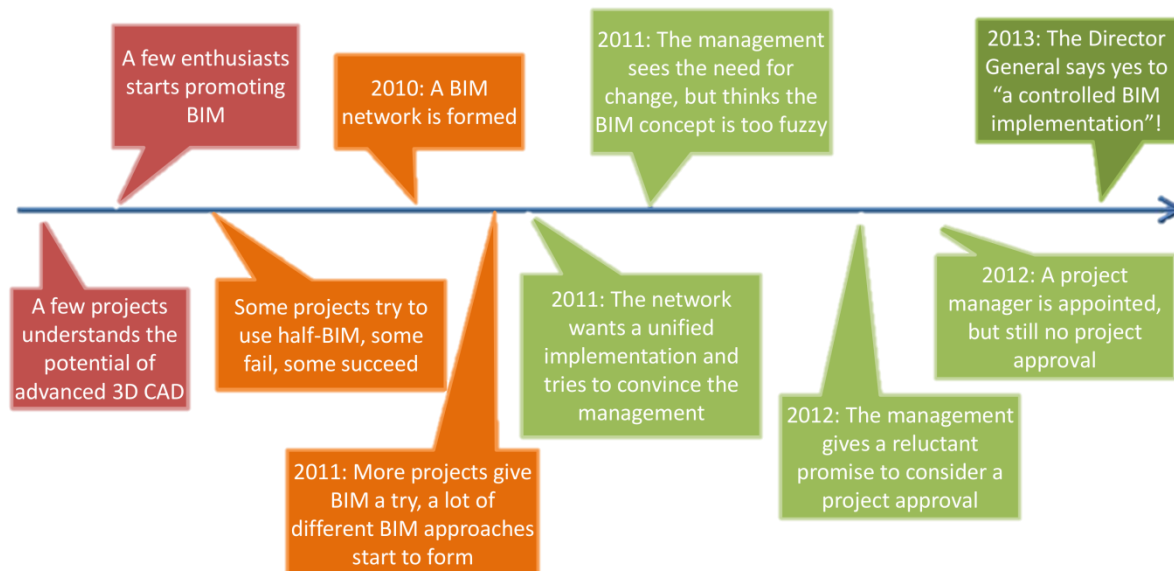 A few enthusiasts
starts promoting
BIM
2010: A BIM
network is formed
2011: The management
sees the need for
change, but thinks the
BIM concept is too fuzzy
2013: The Director
General says yes to
“a controlled BIM
implementation”!
A few projects
understands the
potential of
advanced 3D CAD
Some projects try to
use half-BIM, some
fail, some succeed
2011: More projects give
BIM a try, a lot of
different BIM approaches
start to form
2011: The network
wants a unified
implementation and
tries to convince the
management
2012: The management
gives a reluctant
promise to consider a
project approval
2012: A project
manager is appointed,
but still no project
approval